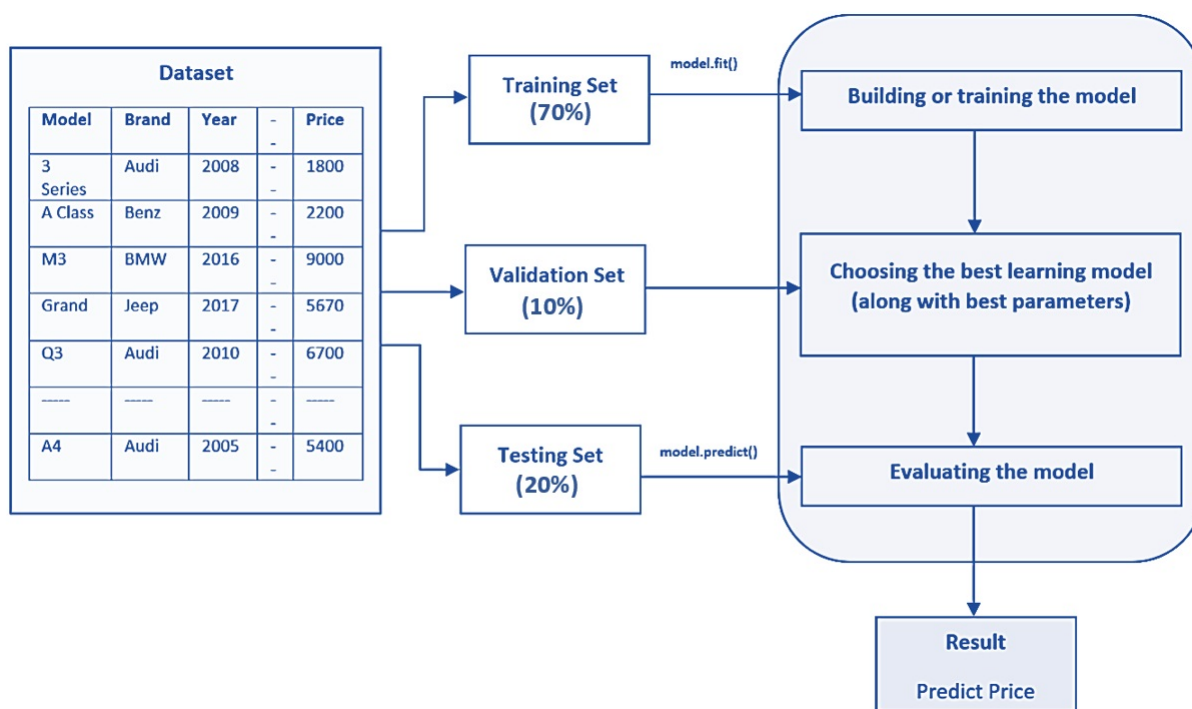 Dataset
Model Brand Year - - Price
3 Series Audi 2008 - - 1800
A Class Benz 2009 - - 2200
M3 BMW 2016 - - 9000
Grand Jeep 2017 - - 5670
Q3 Audi 2010 - - 6700
----- ----- ----- - - -----
A4 Audi 2005 - - 5400
Training Set
(70%)
Validation Set
(10%)
Testing Set
(20%)
model.fit()
model.predict()
Building or training the model
Choosing the best learning model
(along with best parameters)
Evaluating the model
Result
Predict Price